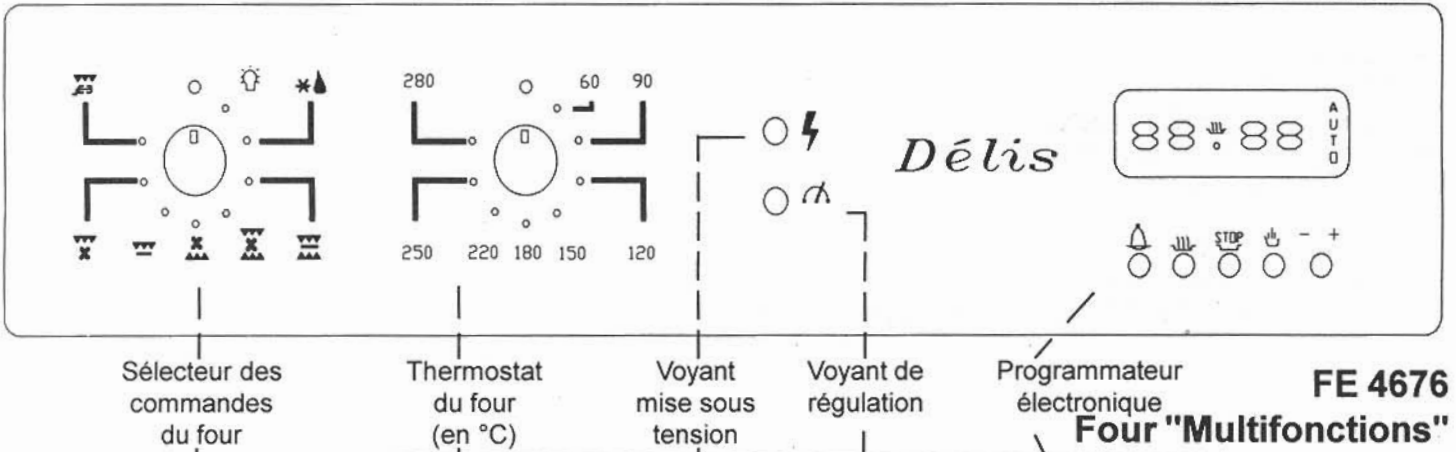 280
60
90
Délis
88 88
AUTO
STOP
- +
250 220 180 150 120
Sélecteur des
commandes
du four
Thermostat
du four
(en °C)
Voyant
mise sous
tension
Voyant de
régulation
Programmateur
électronique
FE 4676
Four "Multifonctions"